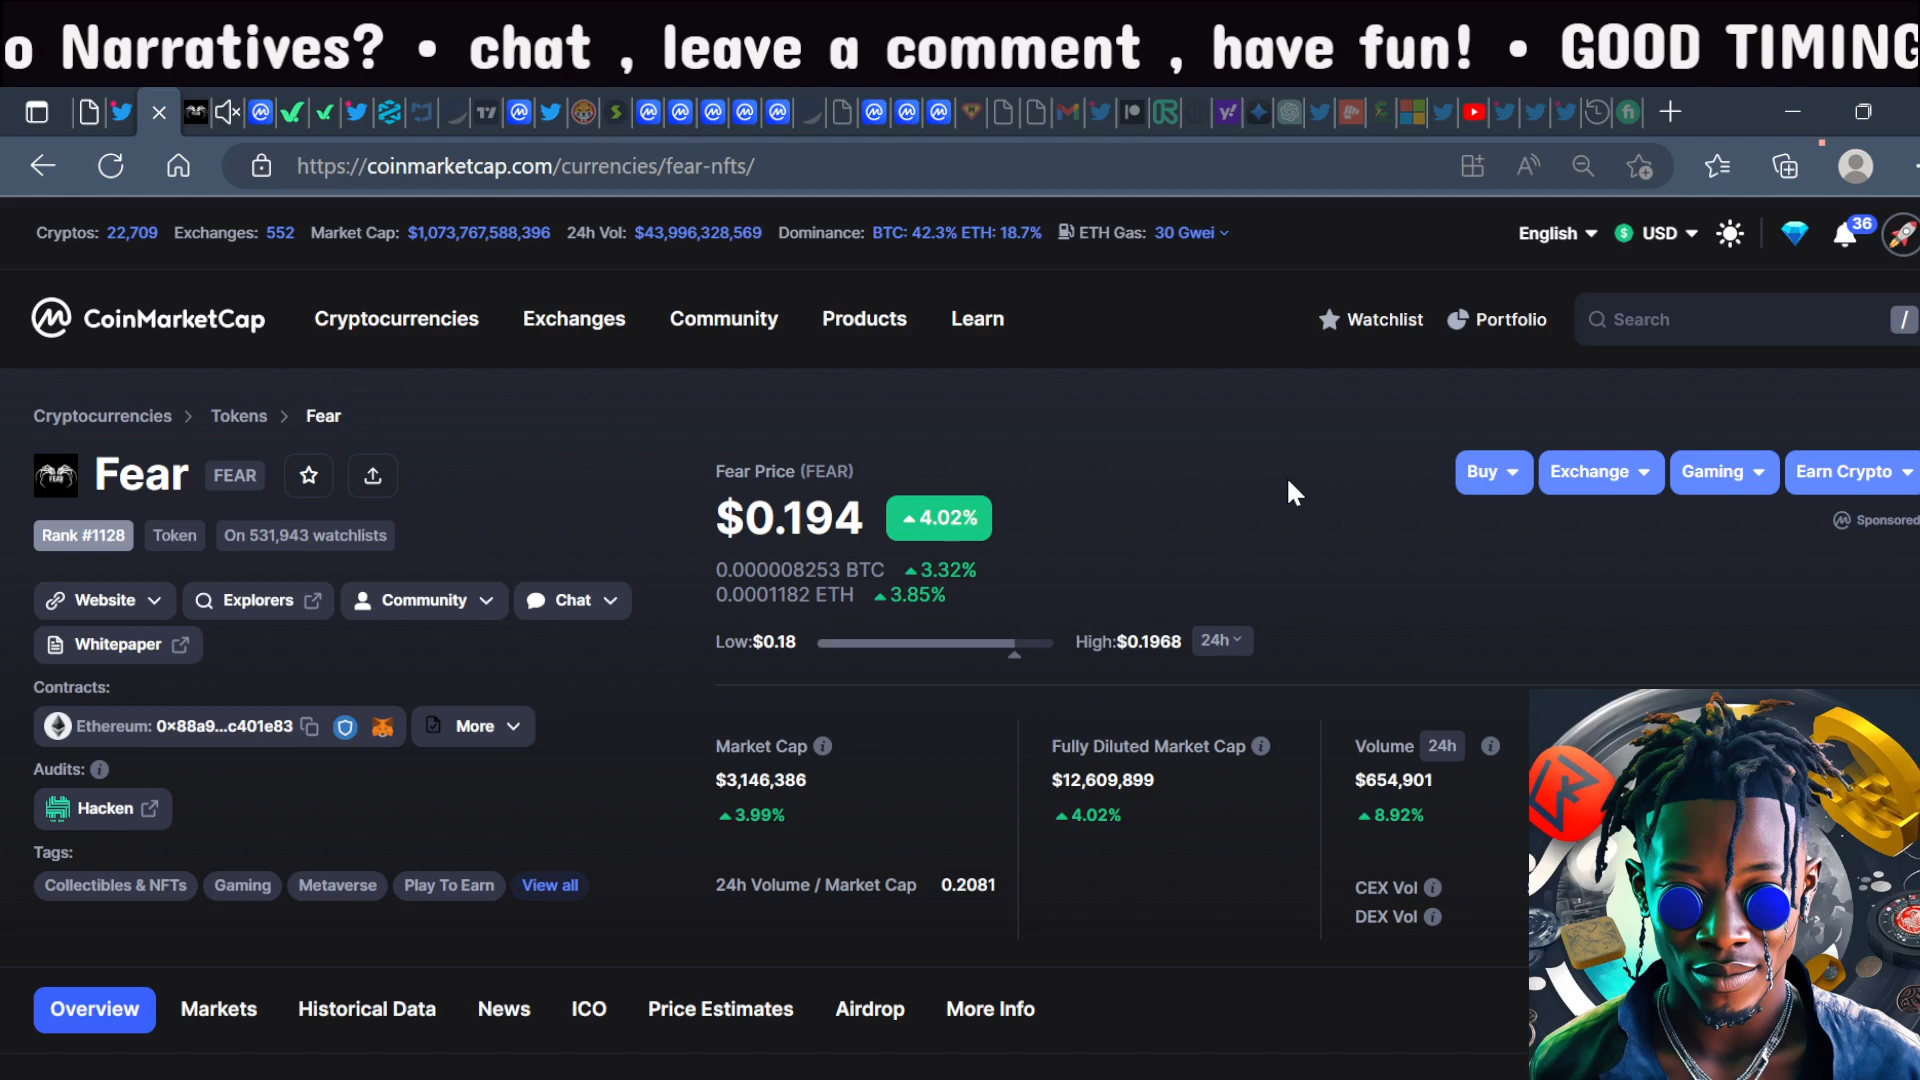 o Narratives? • chat , leave a comment , have fun! • GOOD TIMING
https://coinmarketcap.com/currencies/fear-nfts/
Cryptos: 22,709 Exchanges: 552 Market Cap: $1,073,767,588,396 24h Vol: $43,996,328,569 Dominance: BTC: 42.3% ETH: 18.7% ETH Gas: 30 Gwei
English $ USD 36
CoinMarketCap Cryptocurrencies Exchanges Community Products Learn Watchlist Portfolio Search /
Cryptocurrencies > Tokens > Fear
Fear FEAR
Rank #1128 Token On 531,943 watchlists
Website Explorers Community Chat
Whitepaper
Contracts:
Ethereum: 0x88a9...c401e83 More
Audits:
Hacken
Tags:
Collectibles & NFTs Gaming Metaverse Play To Earn View all
Fear Price (FEAR)
$0.194 4.02%
0.000008253 BTC 3.32%
0.0001182 ETH 3.85%
Low:$0.18 High:$0.1968 24h
Buy Exchange Gaming Earn Crypto
Sponsored
Market Cap
$3,146,386
3.99%
24h Volume / Market Cap 0.2081
Fully Diluted Market Cap
$12,609,899
4.02%
Volume 24h
$654,901
8.92%
CEX Vol
DEX Vol
Overview Markets Historical Data News ICO Price Estimates Airdrop More Info